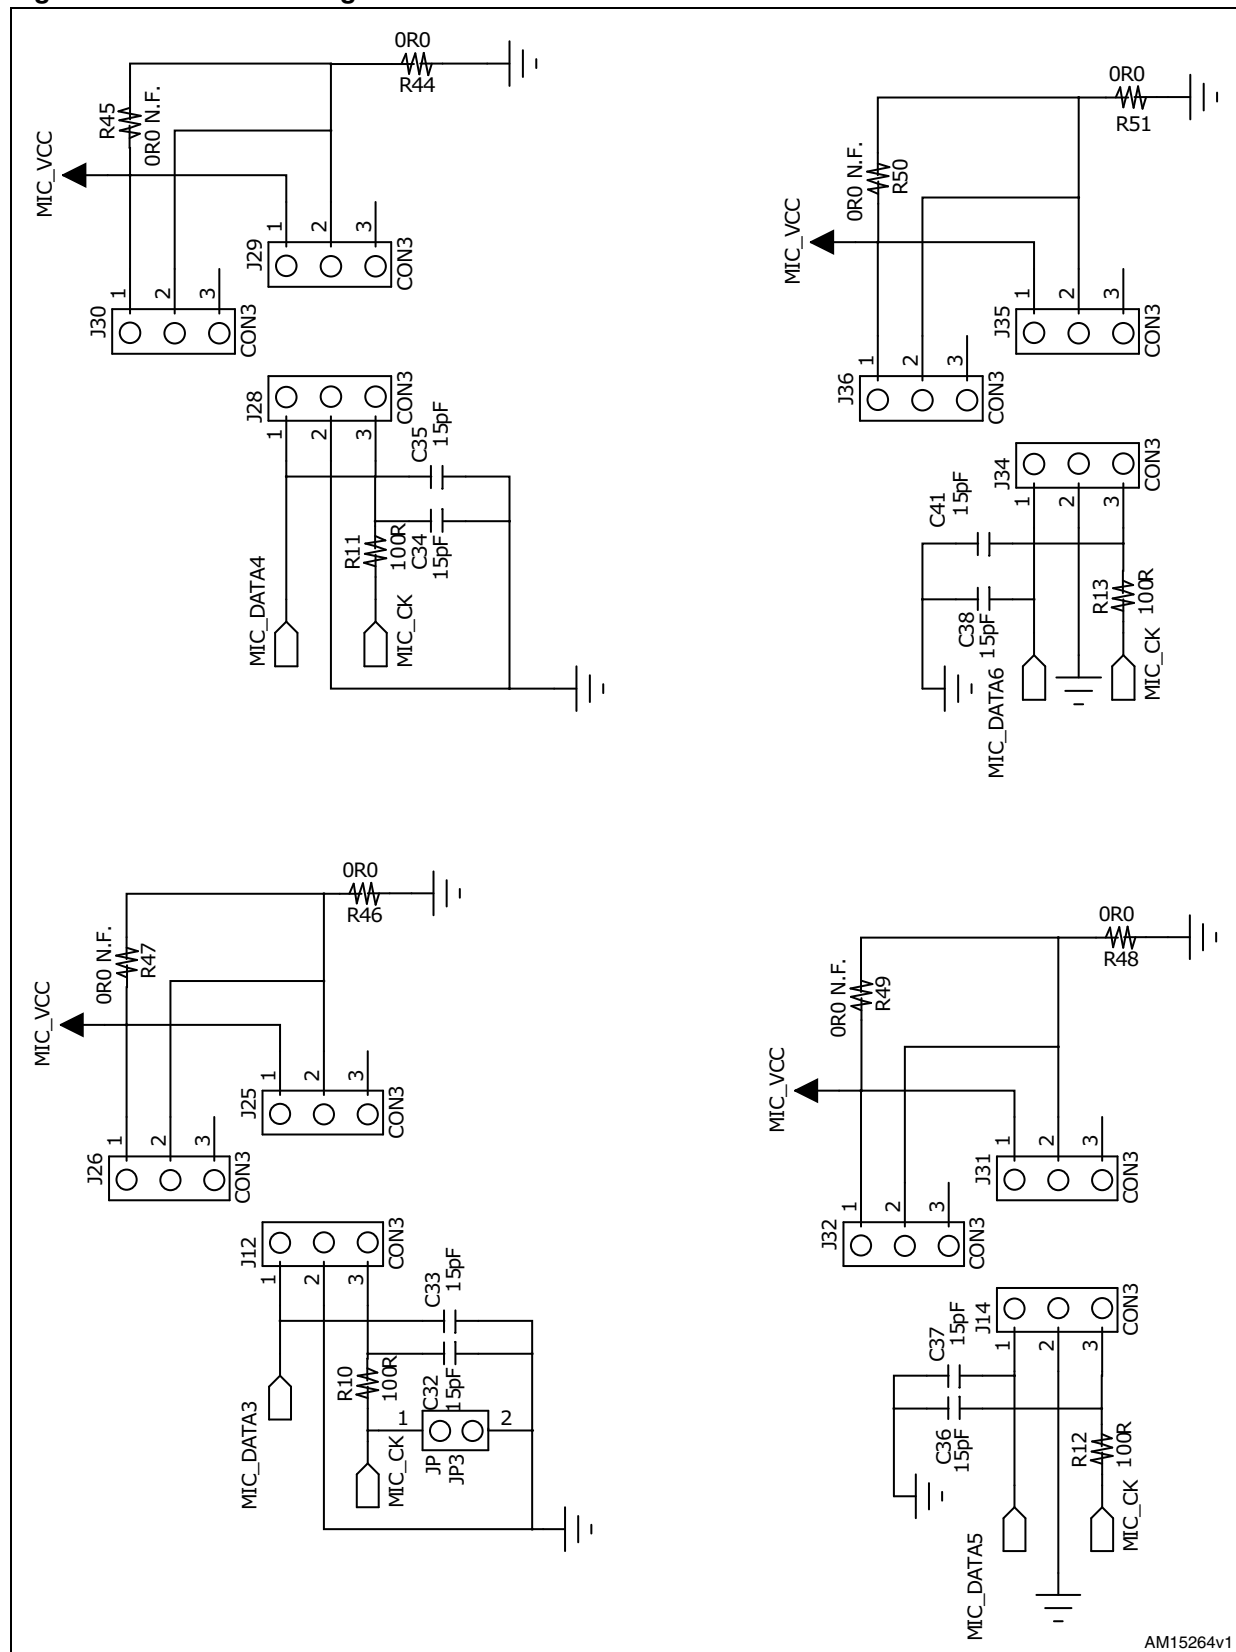 0R0
R44
R45
0R0 N.F.
MIC_VCC
J29
1
2
3
CON3
J30
1
2
3
CON3
J28
1
2
3
CON3
C35
15pF
R11
100R
C34
15pF
MIC_DATA4
MIC_CK
0R0
R51
0R0 N.F.
R50
MIC_VCC
J35
1
2
3
CON3
J36
1
2
3
CON3
J34
1
2
3
CON3
C41
15pF
C38
15pF
R13
100R
MIC_DATA6
MIC_CK
0R0
R46
0R0 N.F.
R47
MIC_VCC
J25
1
2
3
CON3
J26
1
2
3
CON3
J12
1
2
3
CON3
C33
15pF
R10
100R
C32
15pF
1
2
JP
JP3
MIC_DATA3
MIC_CK
0R0
R48
0R0 N.F.
R49
MIC_VCC
J31
1
2
3
CON3
J32
1
2
3
CON3
J14
1
2
3
CON3
C37
15pF
C36
15pF
R12
100R
MIC_DATA5
MIC_CK
AM15264v1